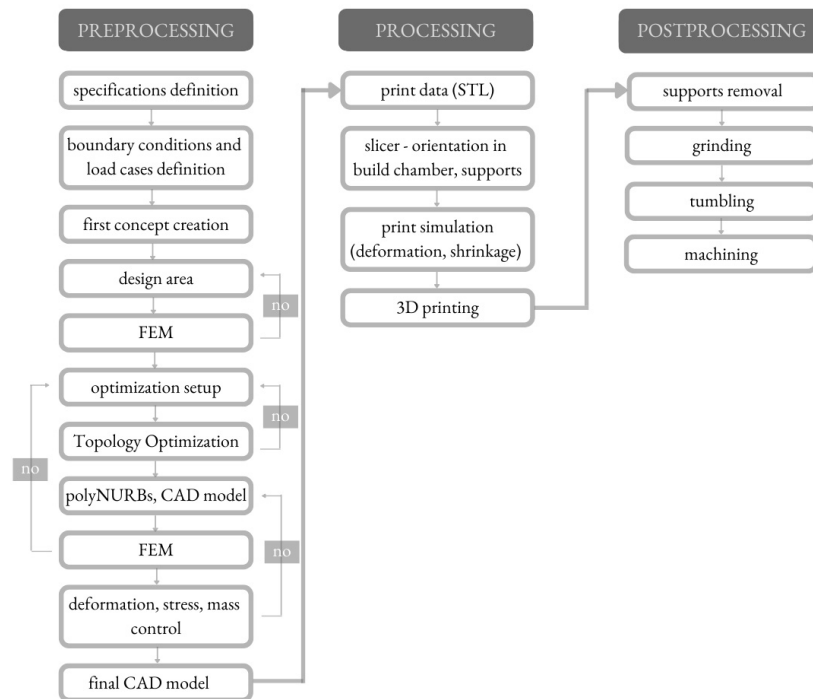 PREPROCESSING
specifications definition
boundary conditions and
load cases definition
first concept creation
design area
no
FEM
optimization setup
no
Topology Optimization
no
polyNURBs, CAD model
FEM
no
deformation, stress, mass
control
final CAD model
PROCESSING
print data (STL)
slicer - orientation in
build chamber, supports
print simulation
(deformation, shrinkage)
3D printing
POSTPROCESSING
supports removal
grinding
tumbling
machining